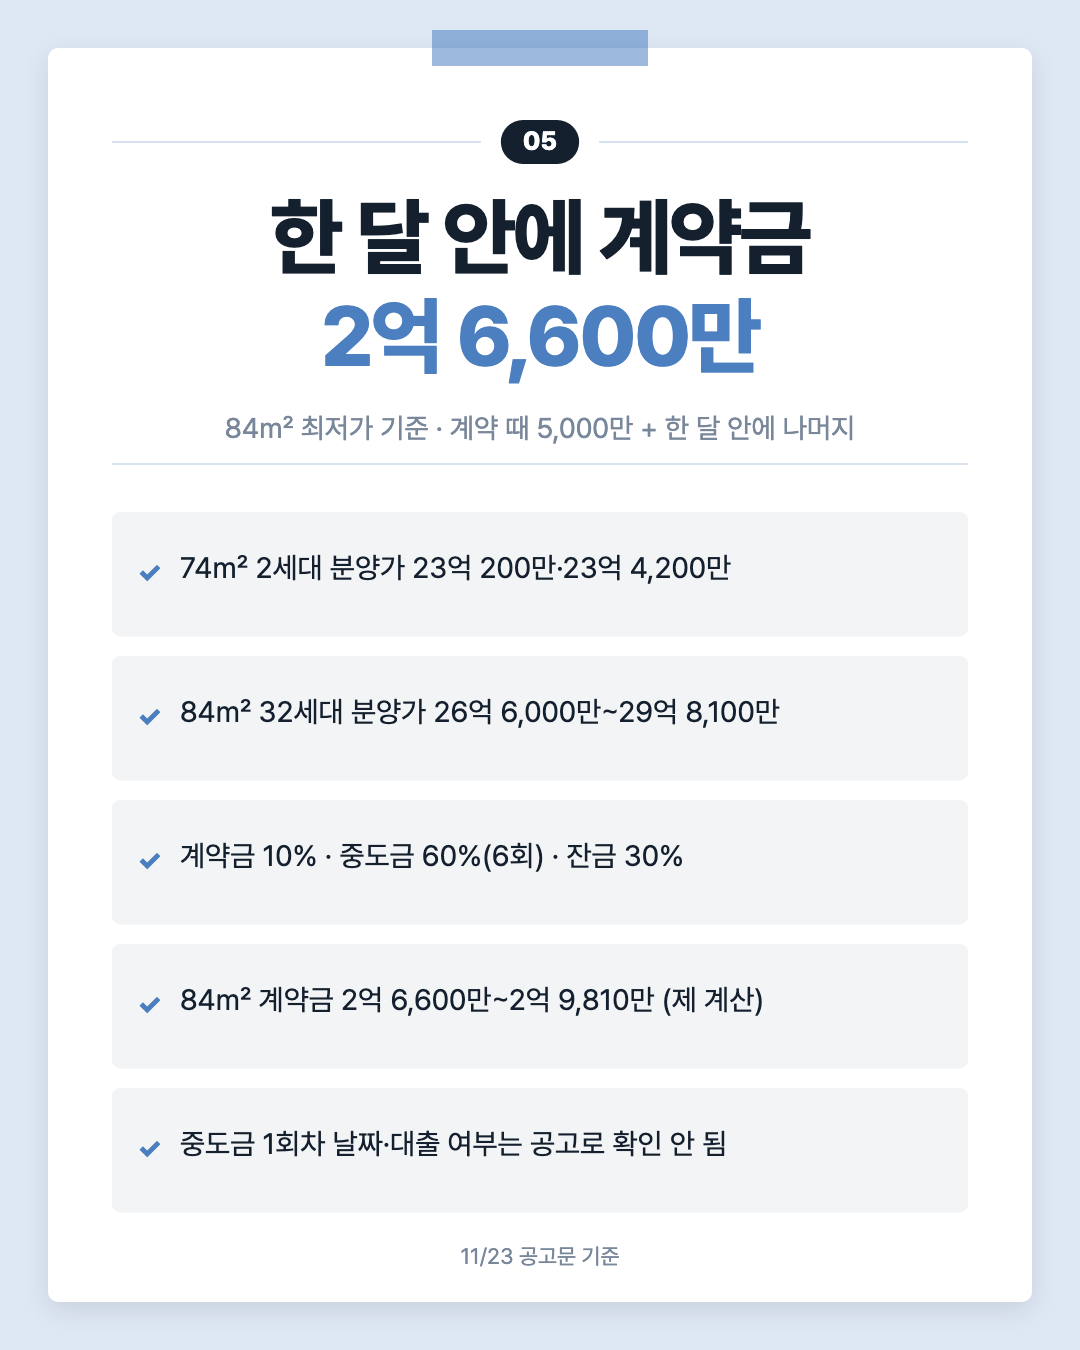 05
한 달 안에 계약금
2억 6,600만
84m² 최저가 기준 · 계약 때 5,000만 + 한 달 안에 나머지
74m² 2세대 분양가 23억 200만·23억 4,200만
84m² 32세대 분양가 26억 6,000만~29억 8,100만
계약금 10% · 중도금 60%(6회) · 잔금 30%
84m² 계약금 2억 6,600만~2억 9,810만 (제 계산)
중도금 1회차 날짜·대출 여부는 공고로 확인 안 됨
11/23 공고문 기준